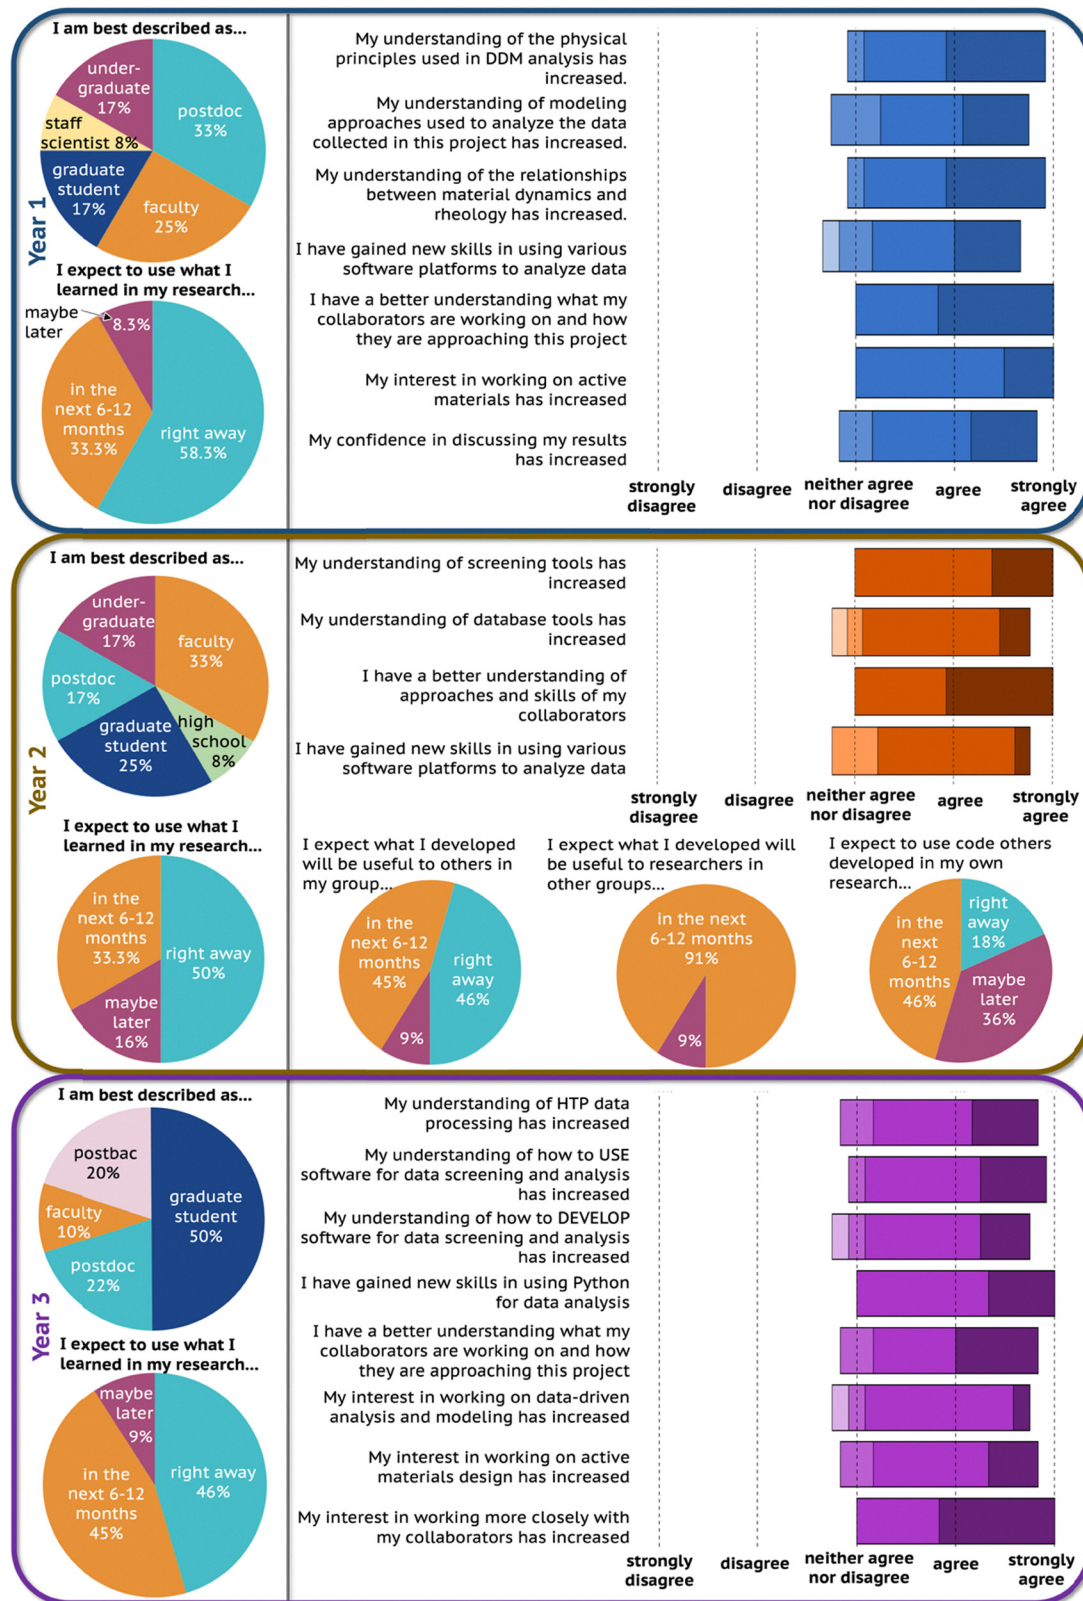 Year 1
I am best described as...
under-
graduate
17%
postdoc
33%
staff
scientist 8%
graduate
student
17%
faculty
25%
I expect to use what I
learned in my research...
maybe
later
8.3%
in the
next 6-12
months
33.3%
right away
58.3%
My understanding of the physical
principles used in DDM analysis has
increased.
My understanding of modeling
approaches used to analyze the data
collected in this project has increased.
My understanding of the relationships
between material dynamics and
rheology has increased.
I have gained new skills in using various
software platforms to analyze data
I have a better understanding what my
collaborators are working on and how
they are approaching this project
My interest in working on active
materials has increased
My confidence in discussing my results
has increased
strongly
disagree
disagree
neither agree
nor disagree
agree
strongly
agree
Year 2
I am best described as...
under-
graduate
17%
faculty
33%
postdoc
17%
graduate
student
25%
high
school
8%
I expect to use what I
learned in my research...
in the
next 6-12
months
33.3%
right away
50%
maybe
later
16%
My understanding of screening tools has
increased
My understanding of database tools has
increased
I have a better understanding of
approaches and skills of my
collaborators
I have gained new skills in using various
software platforms to analyze data
strongly
disagree
disagree
neither agree
nor disagree
agree
strongly
agree
I expect what I developed
will be useful to others in
my group...
in the
next 6-12
months
45%
right
away
46%
9%
I expect what I developed will
be useful to researchers in
other groups...
in the next
6-12 months
91%
9%
I expect to use code others
developed in my own
research...
in the
next
6-12
months
46%
right
away
18%
maybe
later
36%
Year 3
I am best described as...
postbac
20%
graduate
student
50%
faculty
10%
postdoc
22%
I expect to use what I
learned in my research...
maybe
later
9%
right away
46%
in the
next 6-12
months
45%
My understanding of HTP data
processing has increased
My understanding of how to USE
software for data screening and analysis
has increased
My understanding of how to DEVELOP
software for data screening and analysis
has increased
I have gained new skills in using Python
for data analysis
I have a better understanding what my
collaborators are working on and how
they are approaching this project
My interest in working on data-driven
analysis and modeling has increased
My interest in working on active
materials design has increased
My interest in working more closely with
my collaborators has increased
strongly
disagree
disagree
neither agree
nor disagree
agree
strongly
agree